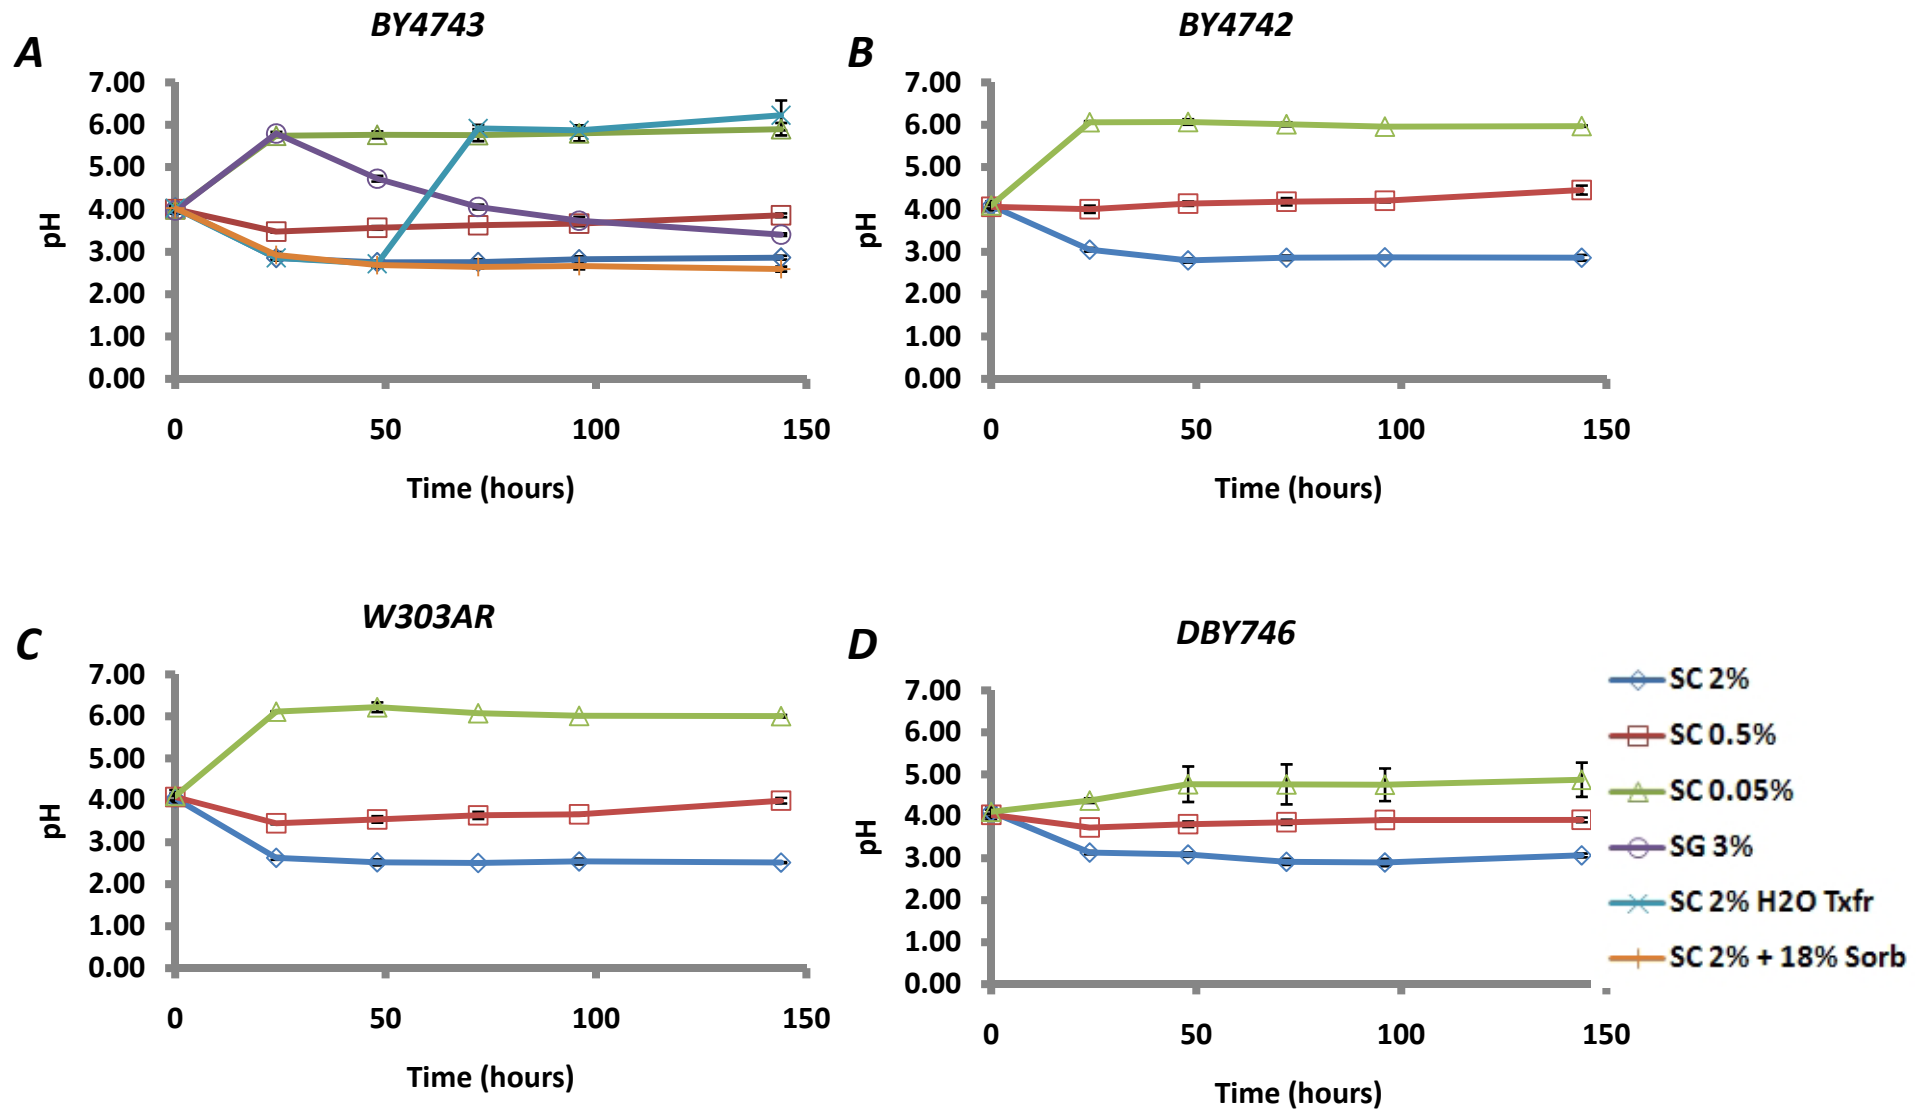 A
BY4743
7.00
6.00
5.00
4.00
3.00
2.00
1.00
0.00
pH
0
50
100
150
Time (hours)
B
BY4742
7.00
6.00
5.00
4.00
3.00
2.00
1.00
0.00
pH
0
50
100
150
Time (hours)
C
W303AR
7.00
6.00
5.00
4.00
3.00
2.00
1.00
0.00
pH
0
50
100
150
Time (hours)
D
DBY746
7.00
6.00
5.00
4.00
3.00
2.00
1.00
0.00
pH
0
50
100
150
Time (hours)
SC 2%
SC 0.5%
SC 0.05%
SG 3%
SC 2% H2O Txfr
SC 2% + 18% Sorb